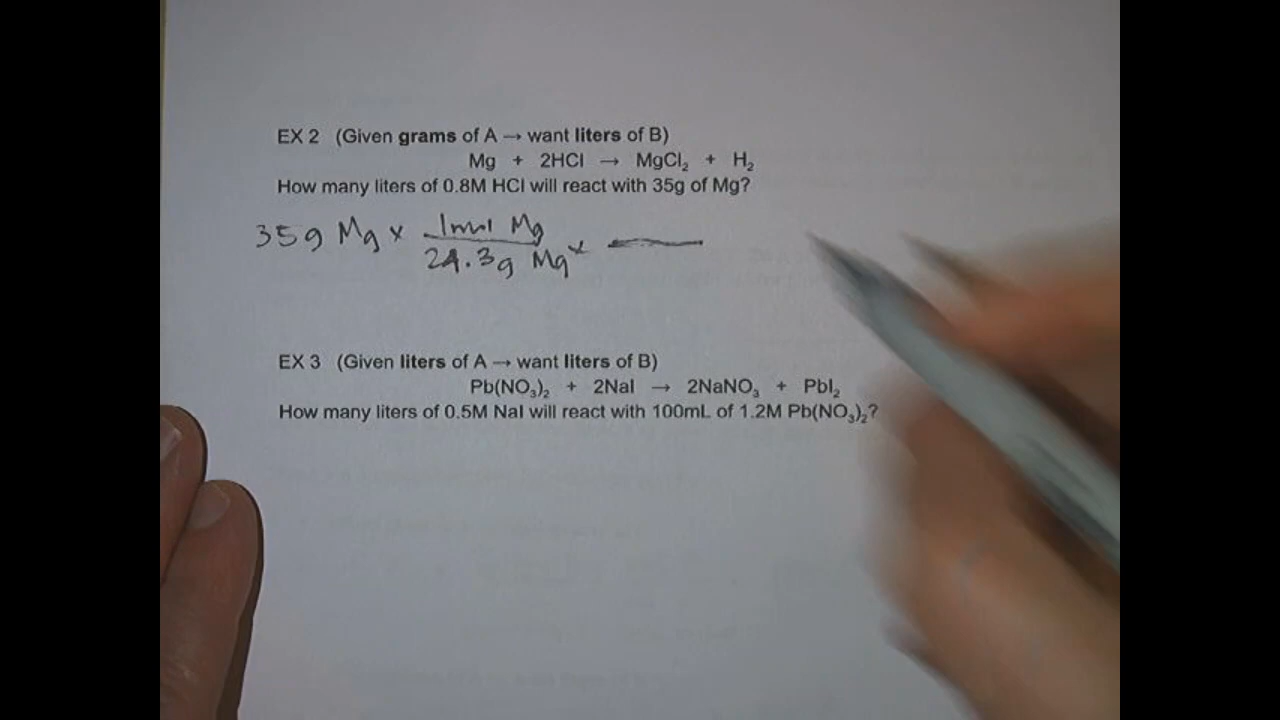 EX 2 (Given grams of A → want liters of B)
Mg + 2HCl → MgCl₂ + H₂
How many liters of 0.8M HCl will react with 35g of Mg?
35g Mg x 1mol Mg x
24.3g Mg
EX 3 (Given liters of A → want liters of B)
Pb(NO₃)₂ + 2NaI → 2NaNO₃ + PbI₂
How many liters of 0.5M NaI will react with 100mL of 1.2M Pb(NO₃)₂?